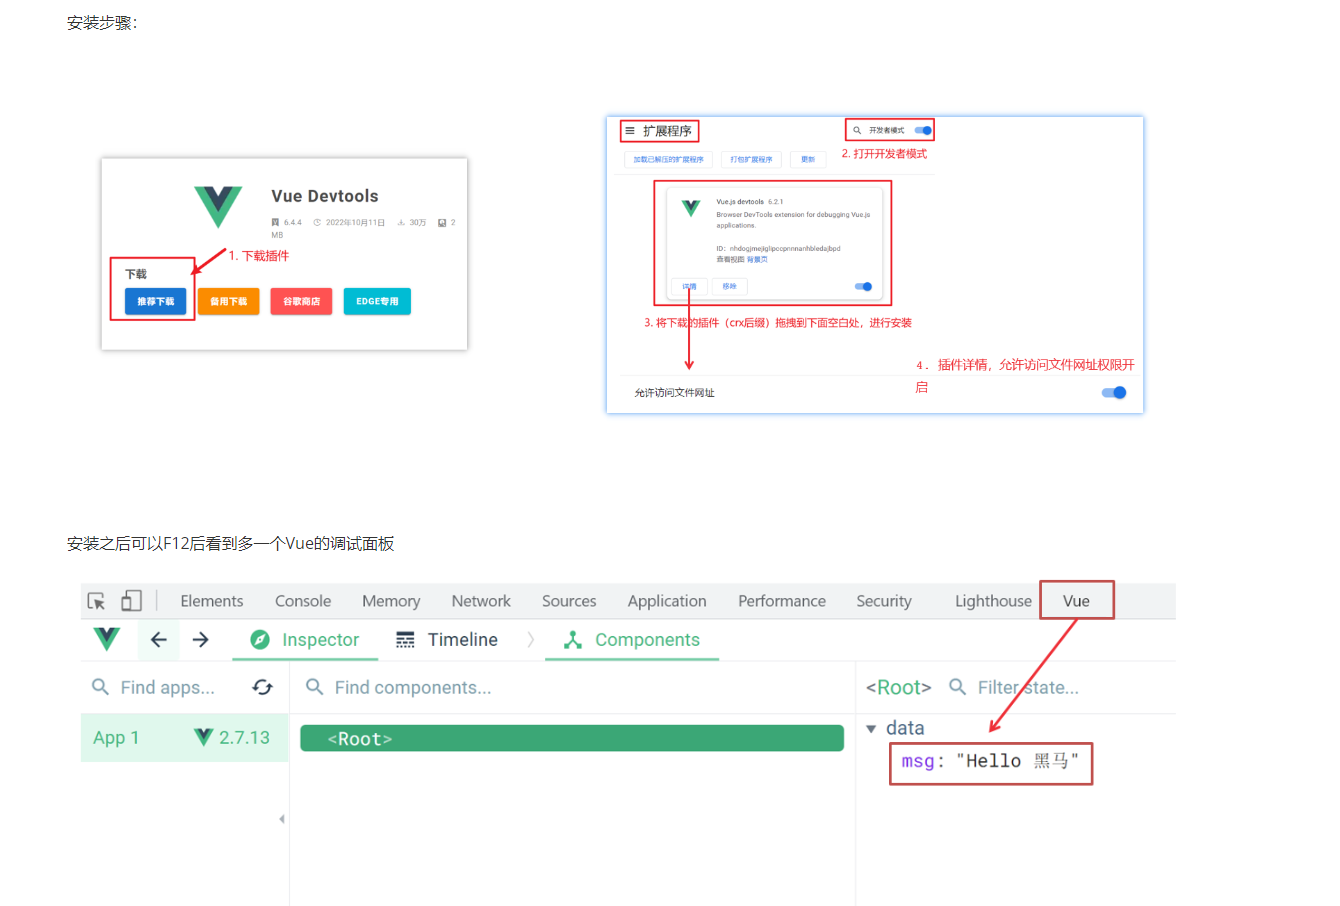 安装步骤：
Vue Devtools
6.4.4 2022年10月11日 30万 2
MB
1. 下载插件
下载
推荐下载 备用下载 谷歌商店 EDGE专用
扩展程序 开发者模式
加载已解压的扩展程序 打包扩展程序 更新
2. 打开开发者模式
Vue.js devtools 6.2.1
Browser DevTools extension for debugging Vue.js
applications.
ID：nhdogjmejiglipccpnnnanhbledajbpd
查看视图 背景页
详情 移除
3. 将下载的插件（crx后缀）拖拽到下面空白处，进行安装
4. 插件详情，允许访问文件网址权限开
启
允许访问文件网址
安装之后可以F12后看到多一个Vue的调试面板
Elements Console Memory Network Sources Application Performance Security Lighthouse Vue
Inspector Timeline Components
Find apps... Find components... <Root> Filter state...
App 1 2.7.13 <Root> data
msg: "Hello 黑马"